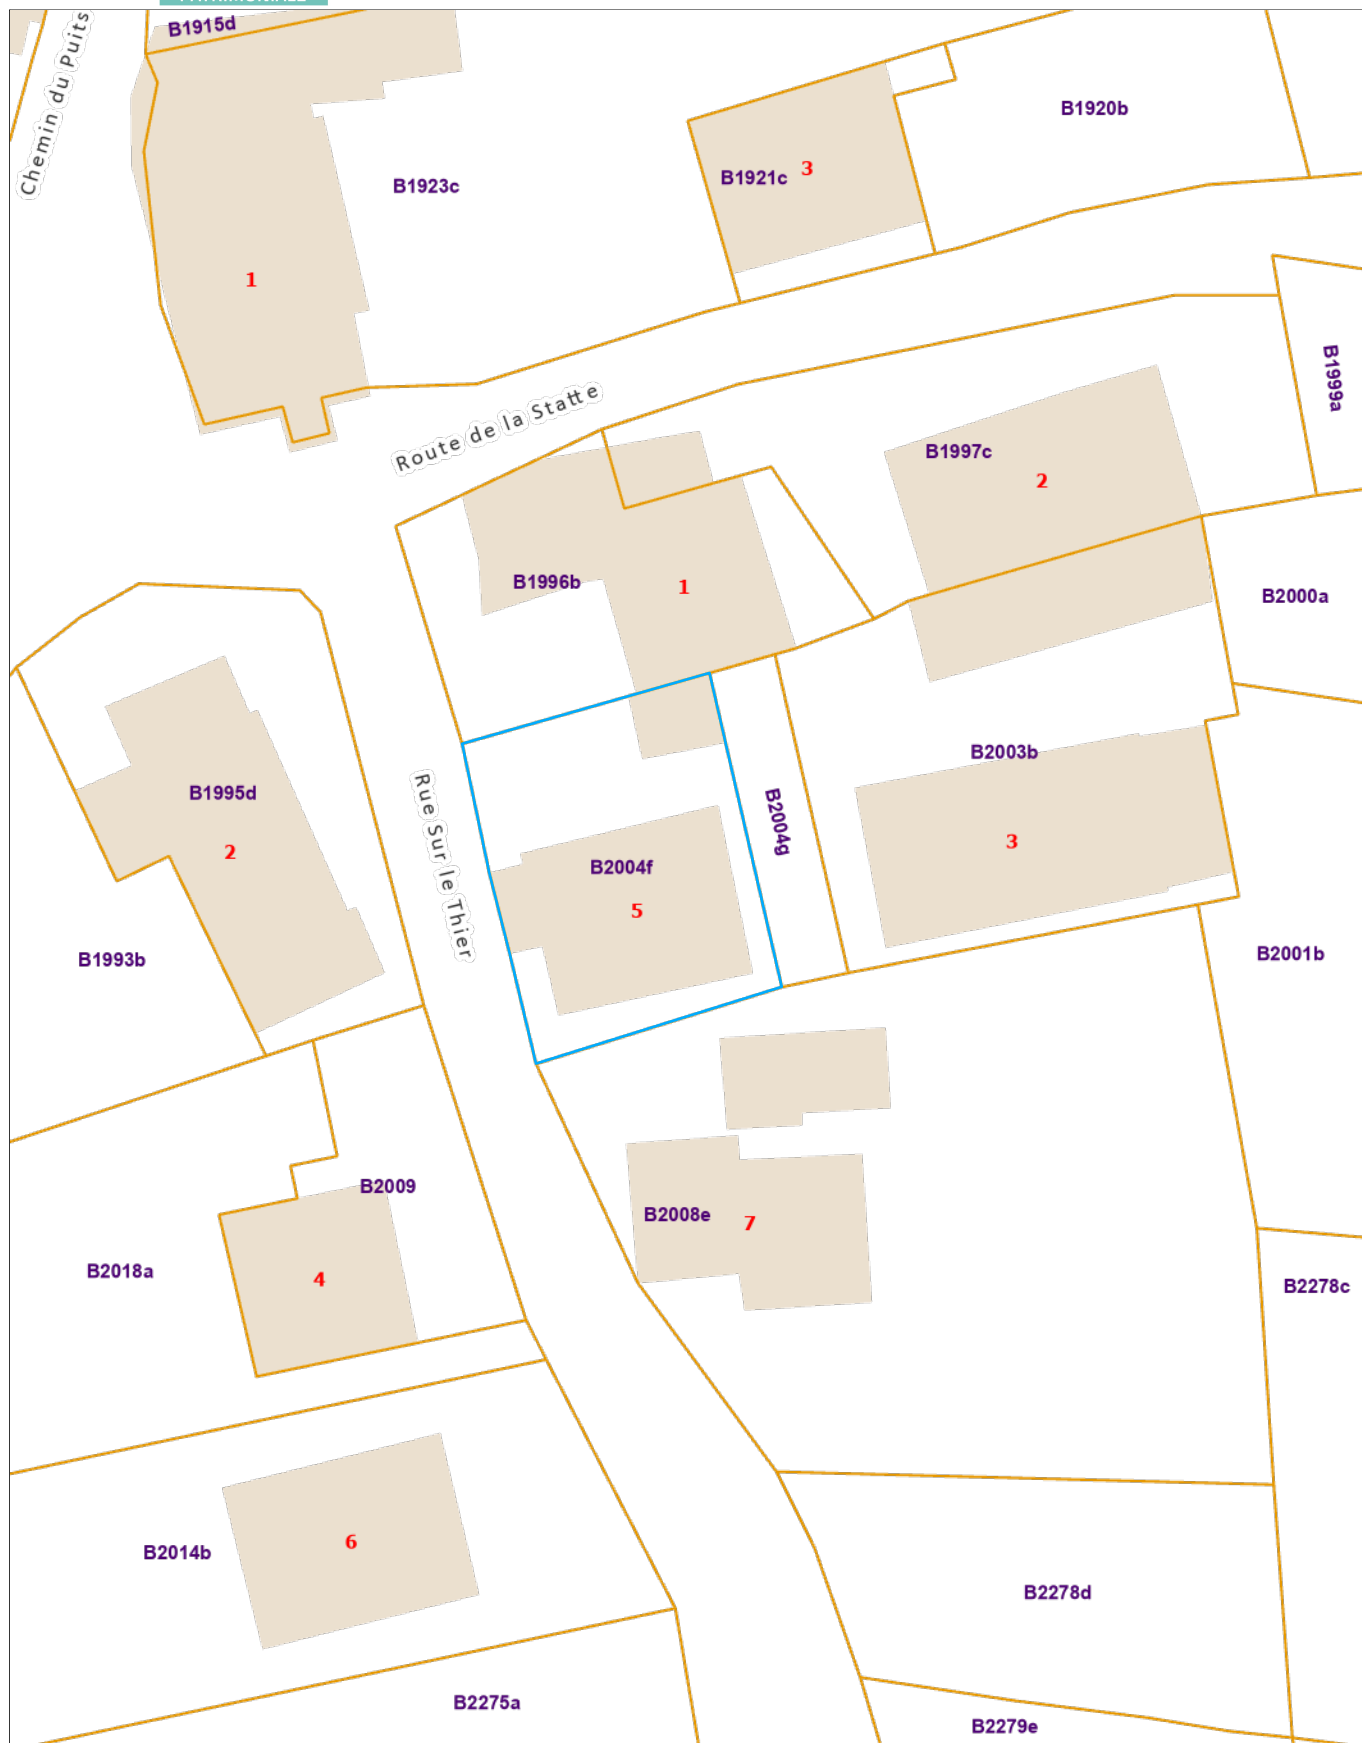 B1915d
Chemin du Puits
B1920b
B1921c
3
B1923c
1
B1999a
Route de la Statte
B1997c
2
B1996b
1
B2000a
B2003b
B1995d
2
Rue Sur le Thier
B2004g
3
B2004f
5
B1993b
B2001b
B2009
B2008e
7
B2018a
4
B2278c
6
B2014b
B2278d
B2275a
B2279e